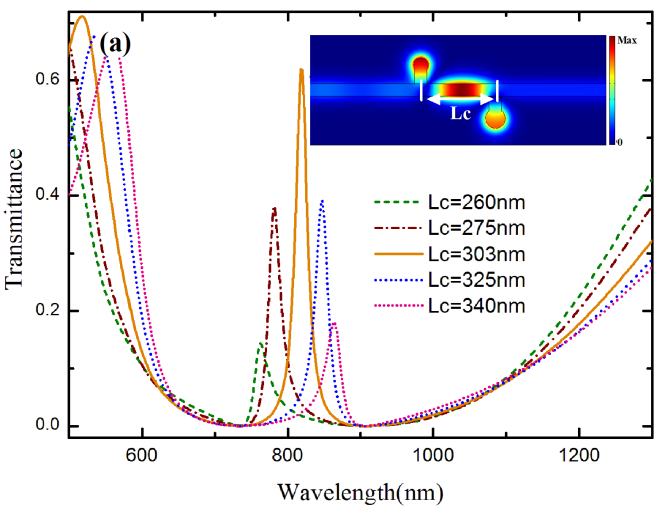 (a)
Max
0
Lc
Lc=260nm
Lc=275nm
Lc=303nm
Lc=325nm
Lc=340nm
Transmittance
0.6
0.4
0.2
0.0
600 800 1000 1200
Wavelength(nm)